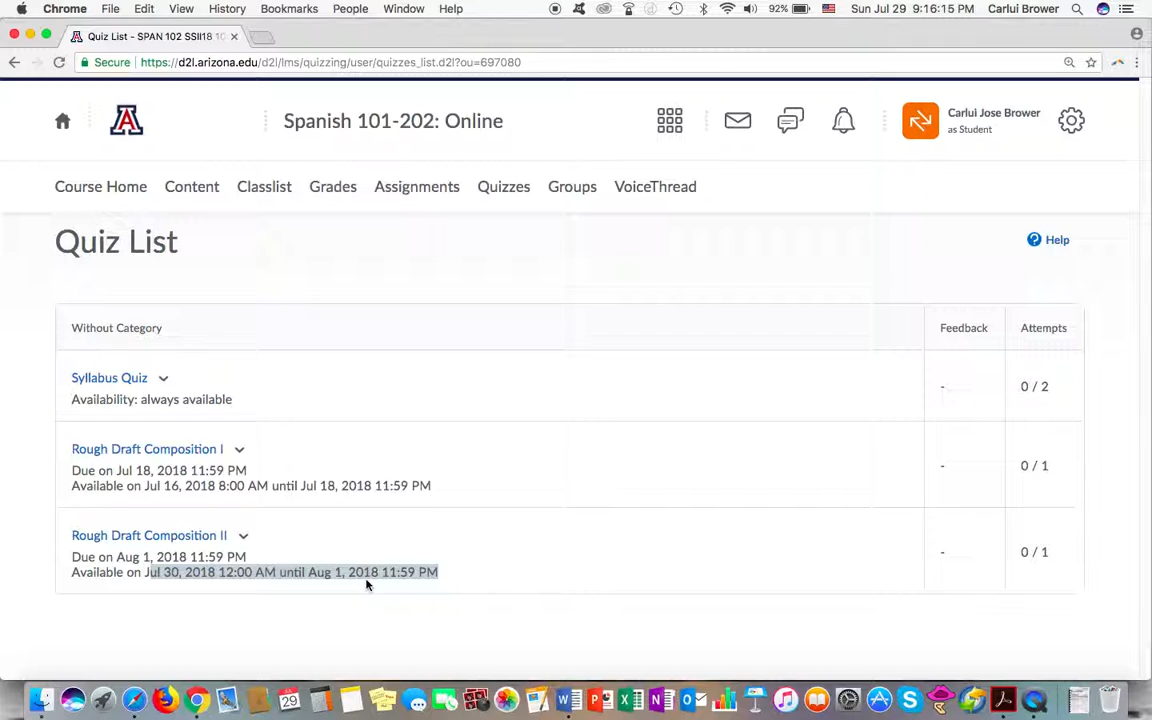 Chrome File Edit View History Bookmarks People Window Help 92% Sun Jul 29 9:16:15 PM Carlui Brower
Quiz List - SPAN 102 SSII18 10
Secure https://d2l.arizona.edu/d2l/lms/quizzing/user/quizzes_list.d2l?ou=697080
A Spanish 101-202: Online Carlui Jose Brower
as Student
Course Home Content Classlist Grades Assignments Quizzes Groups VoiceThread
Quiz List
Help
Without Category Feedback Attempts
Syllabus Quiz
Availability: always available
- 0 / 2
Rough Draft Composition I
Due on Jul 18, 2018 11:59 PM
Available on Jul 16, 2018 8:00 AM until Jul 18, 2018 11:59 PM
- 0 / 1
Rough Draft Composition II
Due on Aug 1, 2018 11:59 PM
Available on Jul 30, 2018 12:00 AM until Aug 1, 2018 11:59 PM
- 0 / 1
29